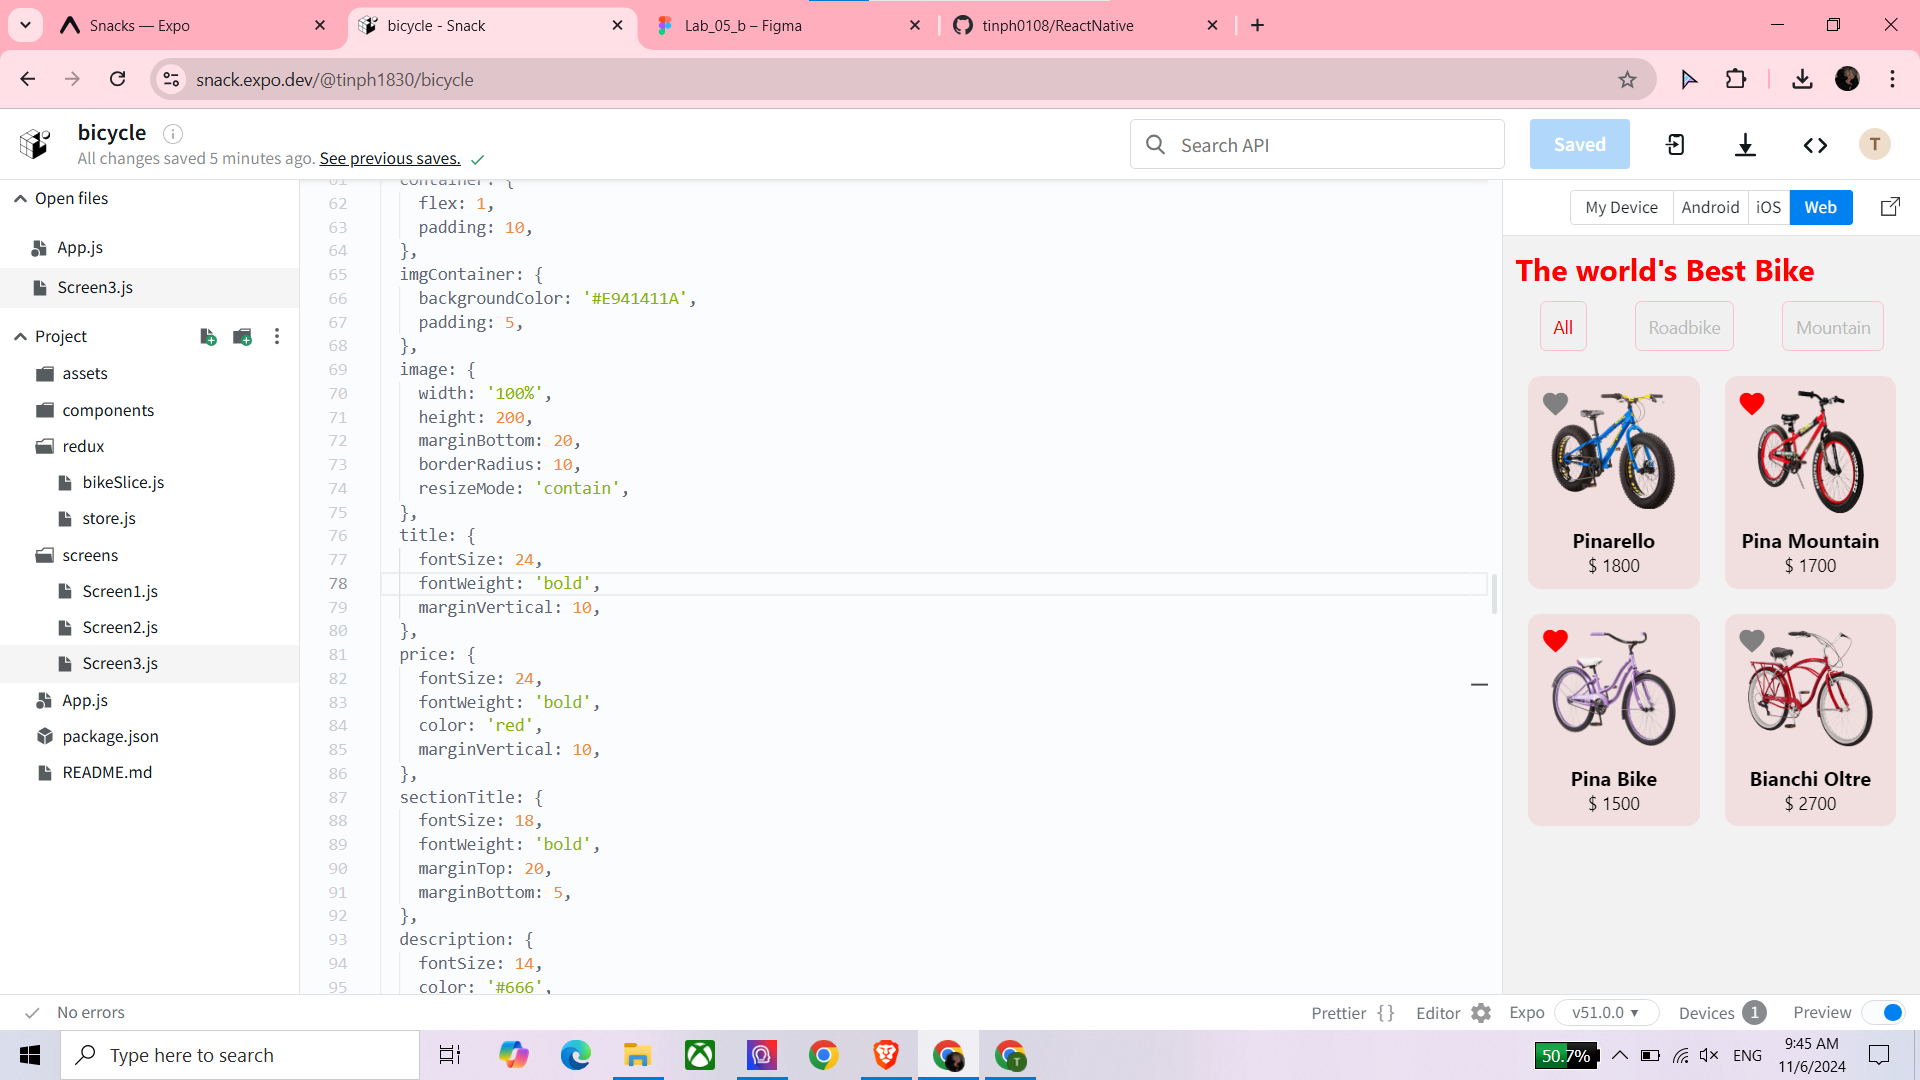 Snacks — Expo
bicycle - Snack
Lab_05_b – Figma
tinph0108/ReactNative
snack.expo.dev/@tinph1830/bicycle
bicycle
All changes saved 5 minutes ago. See previous saves.
Search API
Saved
T
Open files
App.js
Screen3.js
Project
assets
components
redux
bikeSlice.js
store.js
screens
Screen1.js
Screen2.js
Screen3.js
App.js
package.json
README.md
61 container: {
62 flex: 1,
63 padding: 10,
64 },
65 imgContainer: {
66 backgroundColor: '#E941411A',
67 padding: 5,
68 },
69 image: {
70 width: '100%',
71 height: 200,
72 marginBottom: 20,
73 borderRadius: 10,
74 resizeMode: 'contain',
75 },
76 title: {
77 fontSize: 24,
78 fontWeight: 'bold',
79 marginVertical: 10,
80 },
81 price: {
82 fontSize: 24,
83 fontWeight: 'bold',
84 color: 'red',
85 marginVertical: 10,
86 },
87 sectionTitle: {
88 fontSize: 18,
89 fontWeight: 'bold',
90 marginTop: 20,
91 marginBottom: 5,
92 },
93 description: {
94 fontSize: 14,
95 color: '#666',
My Device Android iOS Web
The world's Best Bike
All Roadbike Mountain
Pinarello
$ 1800
Pina Mountain
$ 1700
Pina Bike
$ 1500
Bianchi Oltre
$ 2700
No errors
Prettier {} Editor Expo v51.0.0 Devices 1 Preview
Type here to search
T
50.7%
ENG
9:45 AM
11/6/2024